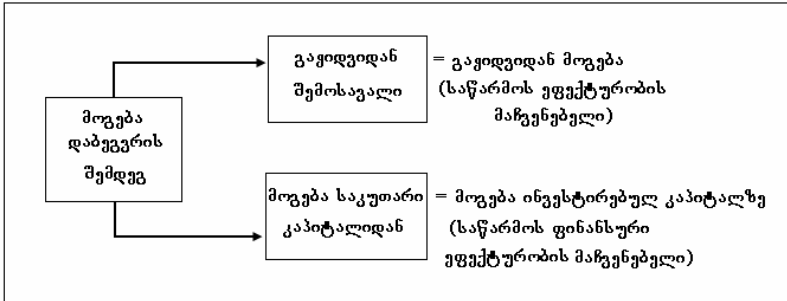 გაყიდვიდან
შემოსავალი
= გაყიდვიდან მოგება
(საწარმოს ეფექტურობის
მაჩვენებელი)
მოგება
დაბეგვრის
შემდეგ
მოგება საკუთარი
კაპიტალიდან
= მოგება ინვესტირებულ კაპიტალზე
(საწარმოს ფინანსური
ეფექტურობის მაჩვენებელი)